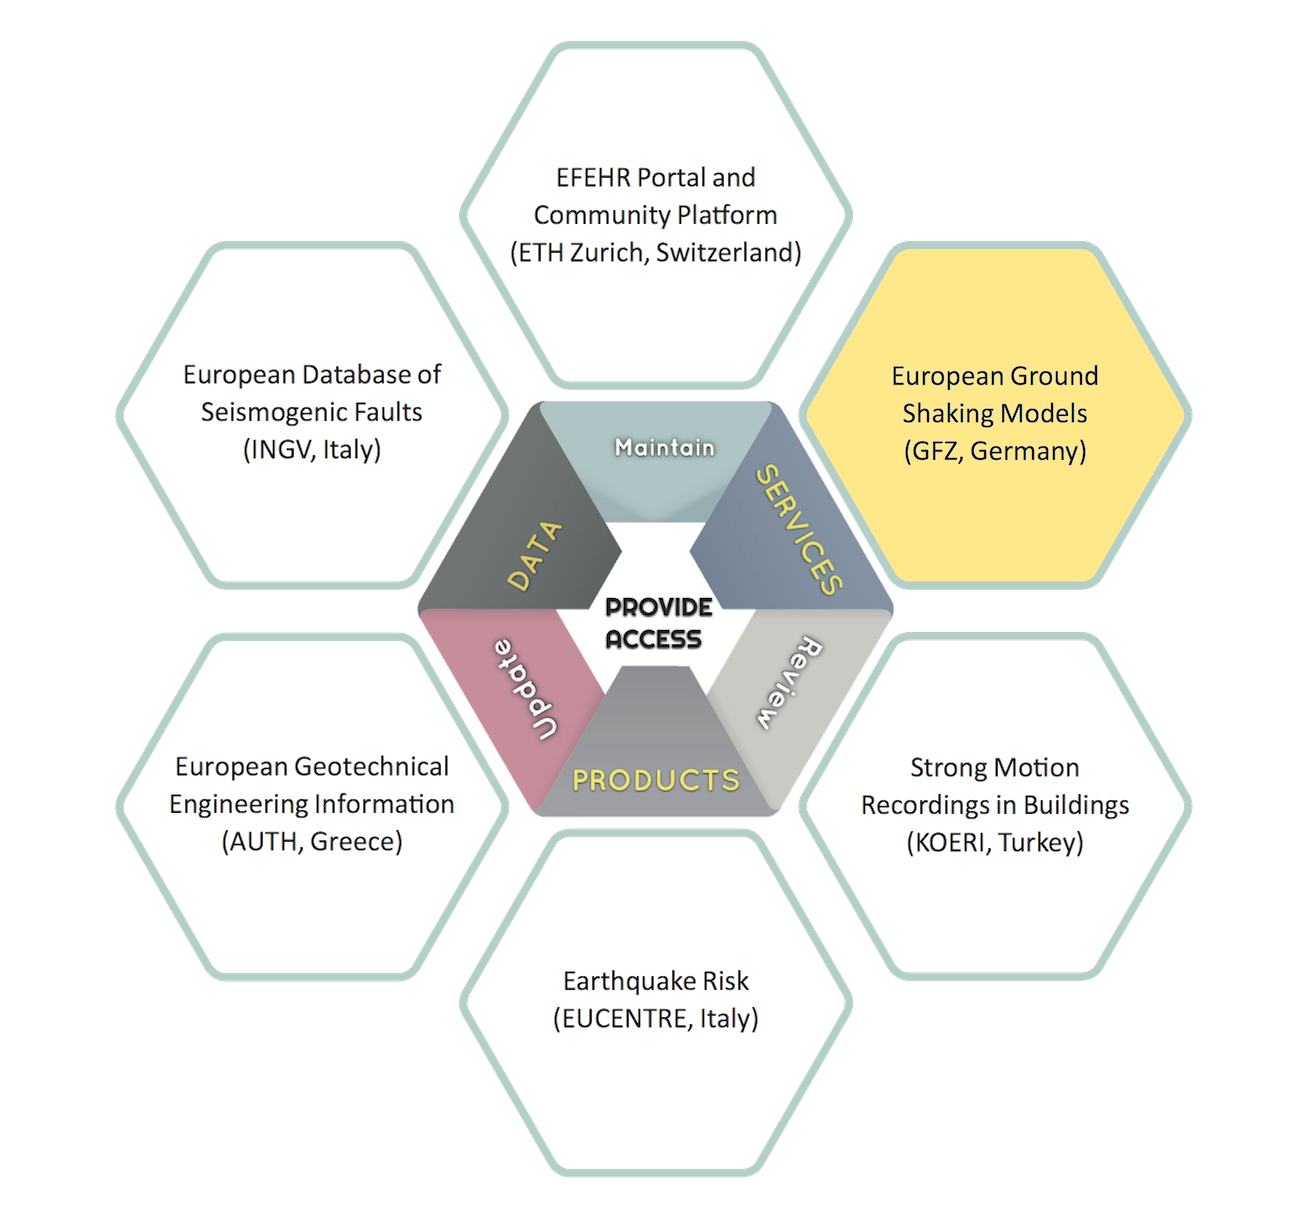 EFEHR Portal and
Community Platform
(ETH Zurich, Switzerland)
European Database of
Seismogenic Faults
(INGV, Italy)
European Ground
Shaking Models
(GFZ, Germany)
Maintain
SERVICES
DATA
PROVIDE
ACCESS
Update
Review
PRODUCTS
European Geotechnical
Engineering Information
(AUTH, Greece)
Strong Motion
Recordings in Buildings
(KOERI, Turkey)
Earthquake Risk
(EUCENTRE, Italy)